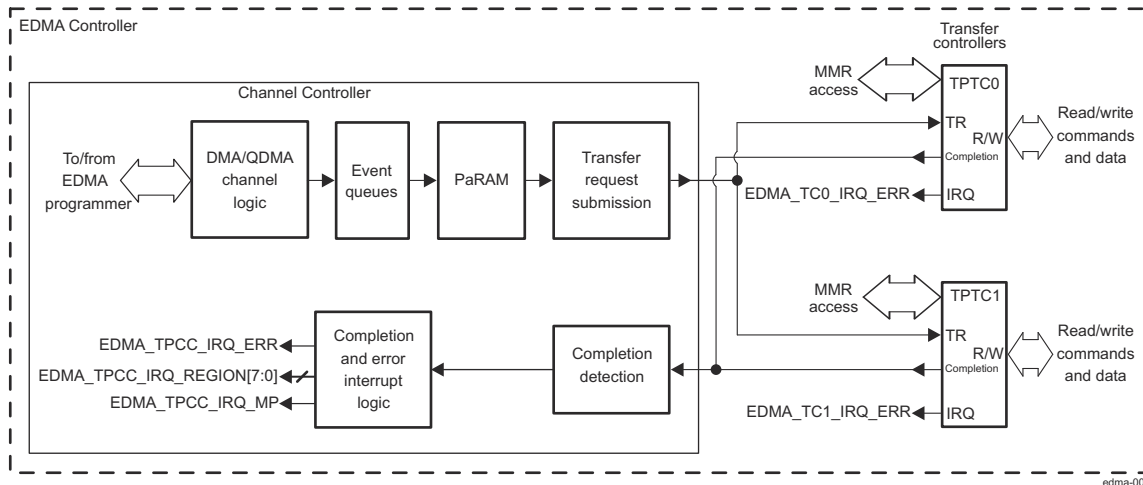 EDMA Controller
Transfer
controllers
Channel Controller
MMR
access
TPTC0
TR
R/W
Completion
IRQ
Read/write
commands
and data
To/from
EDMA
programmer
DMA/QDMA
channel
logic
Event
queues
PaRAM
Transfer
request
submission
EDMA_TC0_IRQ_ERR
MMR
access
TPTC1
TR
R/W
Completion
IRQ
Read/write
commands
and data
EDMA_TPCC_IRQ_ERR
EDMA_TPCC_IRQ_REGION[7:0]
EDMA_TPCC_IRQ_MP
Completion
and error
interrupt
logic
Completion
detection
EDMA_TC1_IRQ_ERR